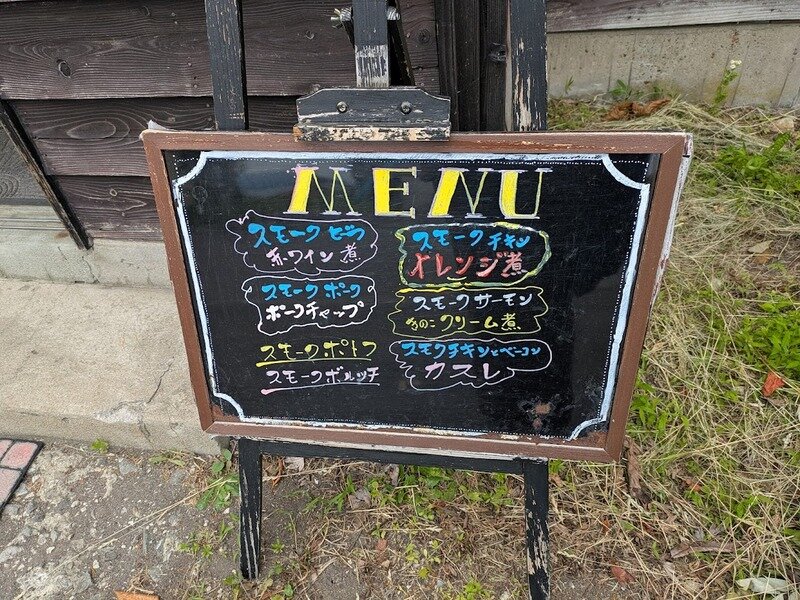 MENU
スモークビーフ
赤ワイン煮
スモークポーク
ポークチャップ
スモークポトフ
スモークボルシチ
スモークチキン
オレンジ煮
スモークサーモン
きのこクリーム煮
スモークチキンとベーコン
カスレ